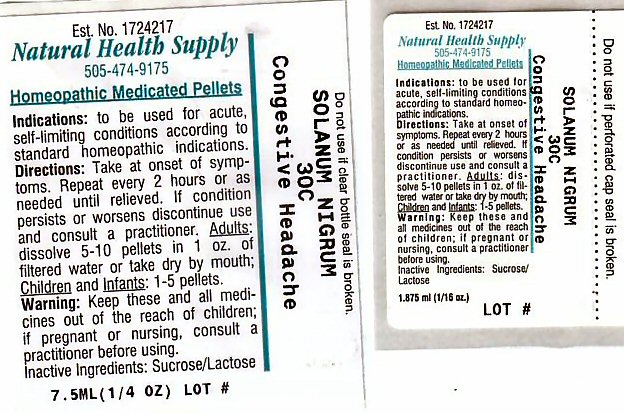 Est. No. 1724217
Natural Health Supply
505-474-9175
Homeopathic Medicated Pellets
Indications: to be used for acute,
self-limiting conditions according to
standard homeopathic indications.
Directions: Take at onset of symp-
toms. Repeat every 2 hours or as
needed until relieved. If condition
persists or worsens discontinue use
and consult a practitioner. Adults:
dissolve 5-10 pellets in 1 oz. of
filtered water or take dry by mouth;
Children and Infants: 1-5 pellets.
Warning: Keep these and all medi-
cines out of the reach of children;
if pregnant or nursing, consult a
practitioner before using.
Inactive Ingredients: Sucrose/Lactose
7.5ML(1/4 OZ) LOT #
Do not use if clear bottle seal is broken.
SOLANUM NIGRUM
30C
Congestive Headache
Est. No. 1724217
Natural Health Supply
505-474-9175
Homeopathic Medicated Pellets
Indications: to be used for
acute, self-limiting conditions
according to standard homeo-
pathic indications.
Directions: Take at onset of
symptoms. Repeat every 2 hours
or as needed until relieved. If
condition persists or worsens
discontinue use and consult a
practitioner. Adults: dis-
solve 5-10 pellets in 1 oz. of fil-
tered water or take dry by mouth;
Children and Infants: 1-5 pellets.
Warning: Keep these and
all medicines out of the reach
of children; if pregnant or
nursing, consult a practitioner
before using.
Inactive Ingredients: Sucrose/
Lactose
1.875 ml (1/16 oz.)
LOT #
Do not use if perforated cap seal is broken.
SOLANUM NIGRUM
30C
Congestive Headache